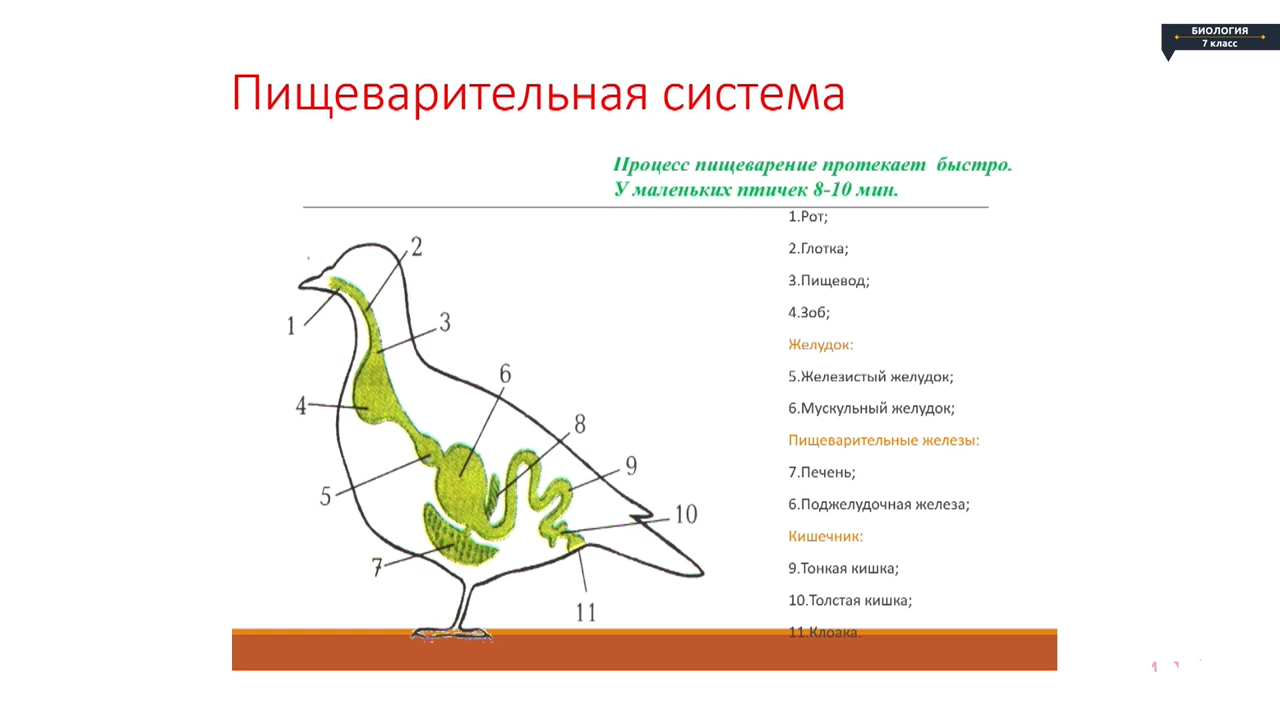 БИОЛОГИЯ
7 класс
Пищеварительная система
Процесс пищеварение протекает быстро.
У маленьких птичек 8-10 мин.
1.Рот;
2.Глотка;
3.Пищевод;
4.Зоб;
Желудок:
5.Железистый желудок;
6.Мускульный желудок;
Пищеварительные железы:
7.Печень;
6.Поджелудочная железа;
Кишечник:
9.Тонкая кишка;
10.Толстая кишка;
11.Клоака.
2
1
3
6
4
8
9
5
10
7
11